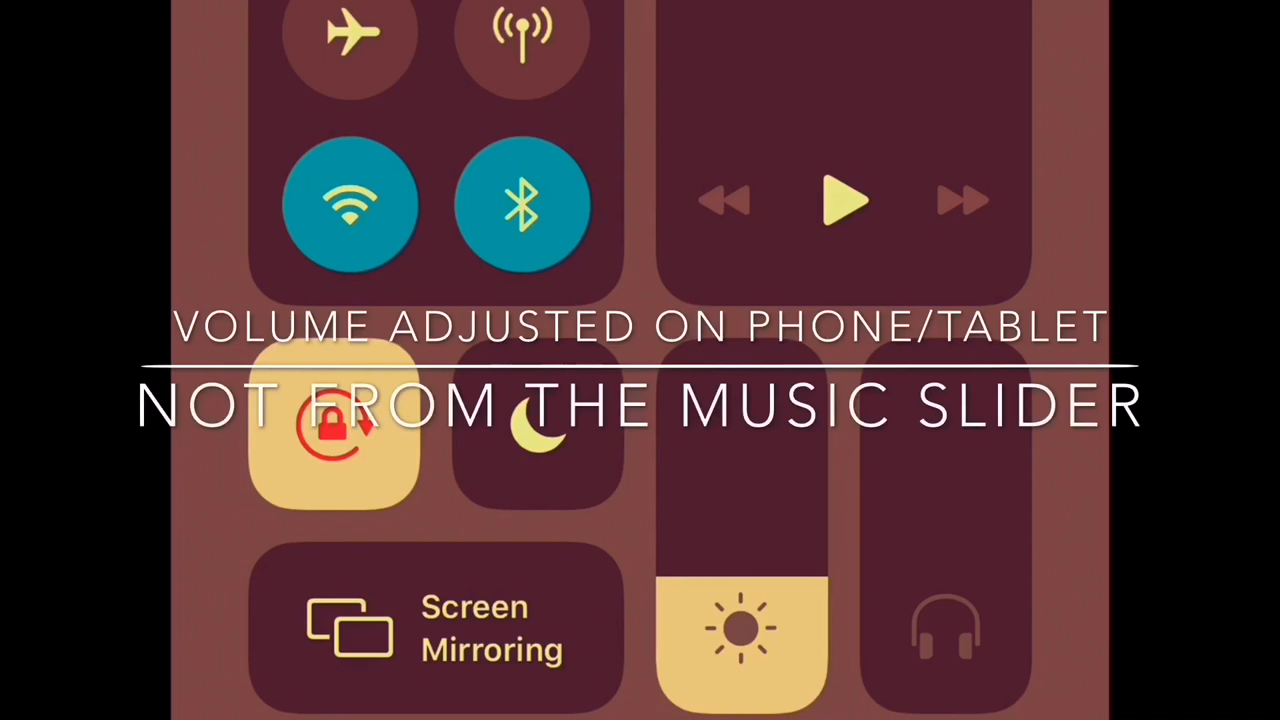 VOLUME ADJUSTED ON PHONE/TABLET
NOT FROM THE MUSIC SLIDER
Screen
Mirroring